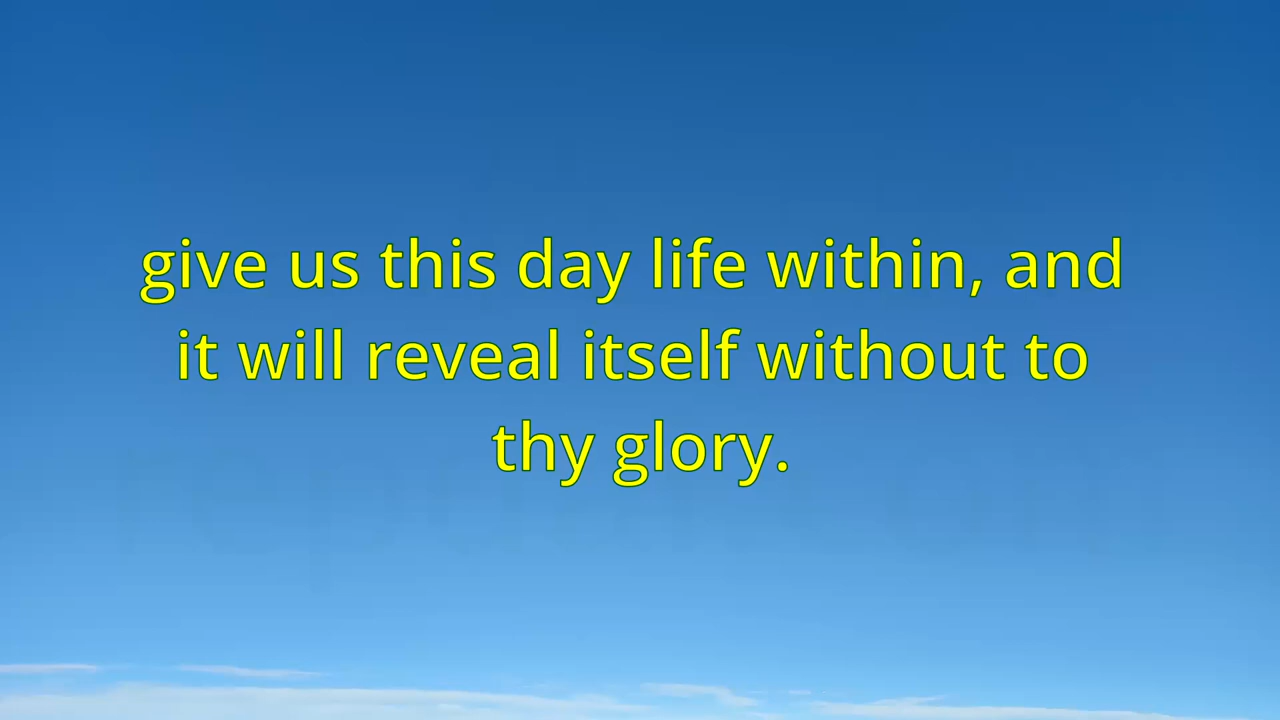 give us this day life within, and
it will reveal itself without to
thy glory.